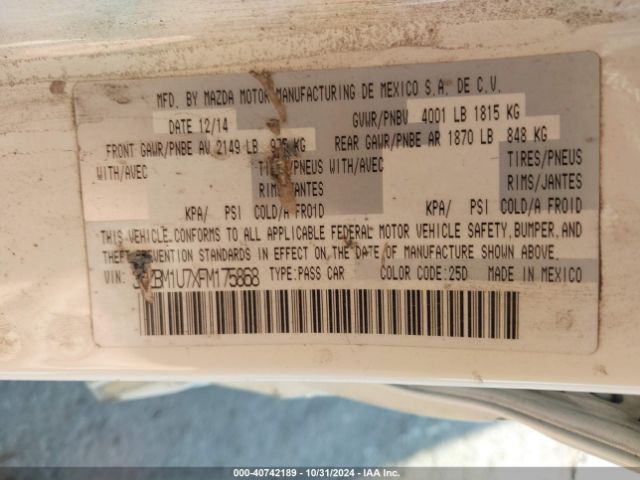 MFD. BY MAZDA MOTOR MANUFACTURING DE MEXICO S.A. DE C.V.
DATE 12/14 GVWR/PNBV 4001 LB 1815 KG
FRONT GAWR/PNBE AV 2149 LB 975 KG REAR GAWR/PNBE AR 1870 LB 848 KG
WITH/AVEC TIRES/PNEUS WITH/AVEC TIRES/PNEUS
RIMS/JANTES RIMS/JANTES
KPA/ PSI COLD/A FROID KPA/ PSI COLD/A FROID
THIS VEHICLE CONFORMS TO ALL APPLICABLE FEDERAL MOTOR VEHICLE SAFETY, BUMPER, AND
THEFT PREVENTION STANDARDS IN EFFECT ON THE DATE OF MANUFACTURE SHOWN ABOVE.
VIN: TYPE:PASS CAR COLOR CODE:25D MADE IN MEXICO
000-40742189 - 10/31/2024 - IAA Inc.